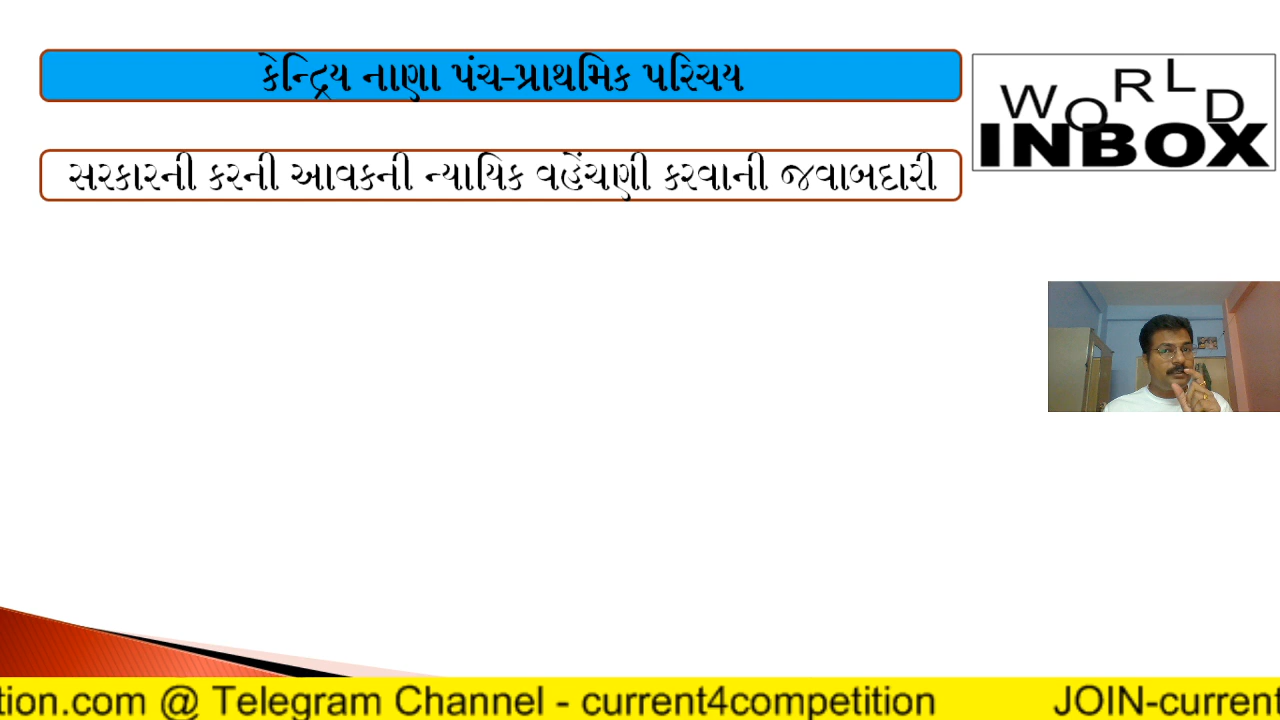 કેન્દ્રિય નાણા પંચ-પ્રાથમિક પરિચય
WORLD
INBOX
સરકારની કરની આવકની ન્યાયિક વહેંચણી કરવાની જવાબદારી
tion.com @ Telegram Channel - current4competition JOIN-current